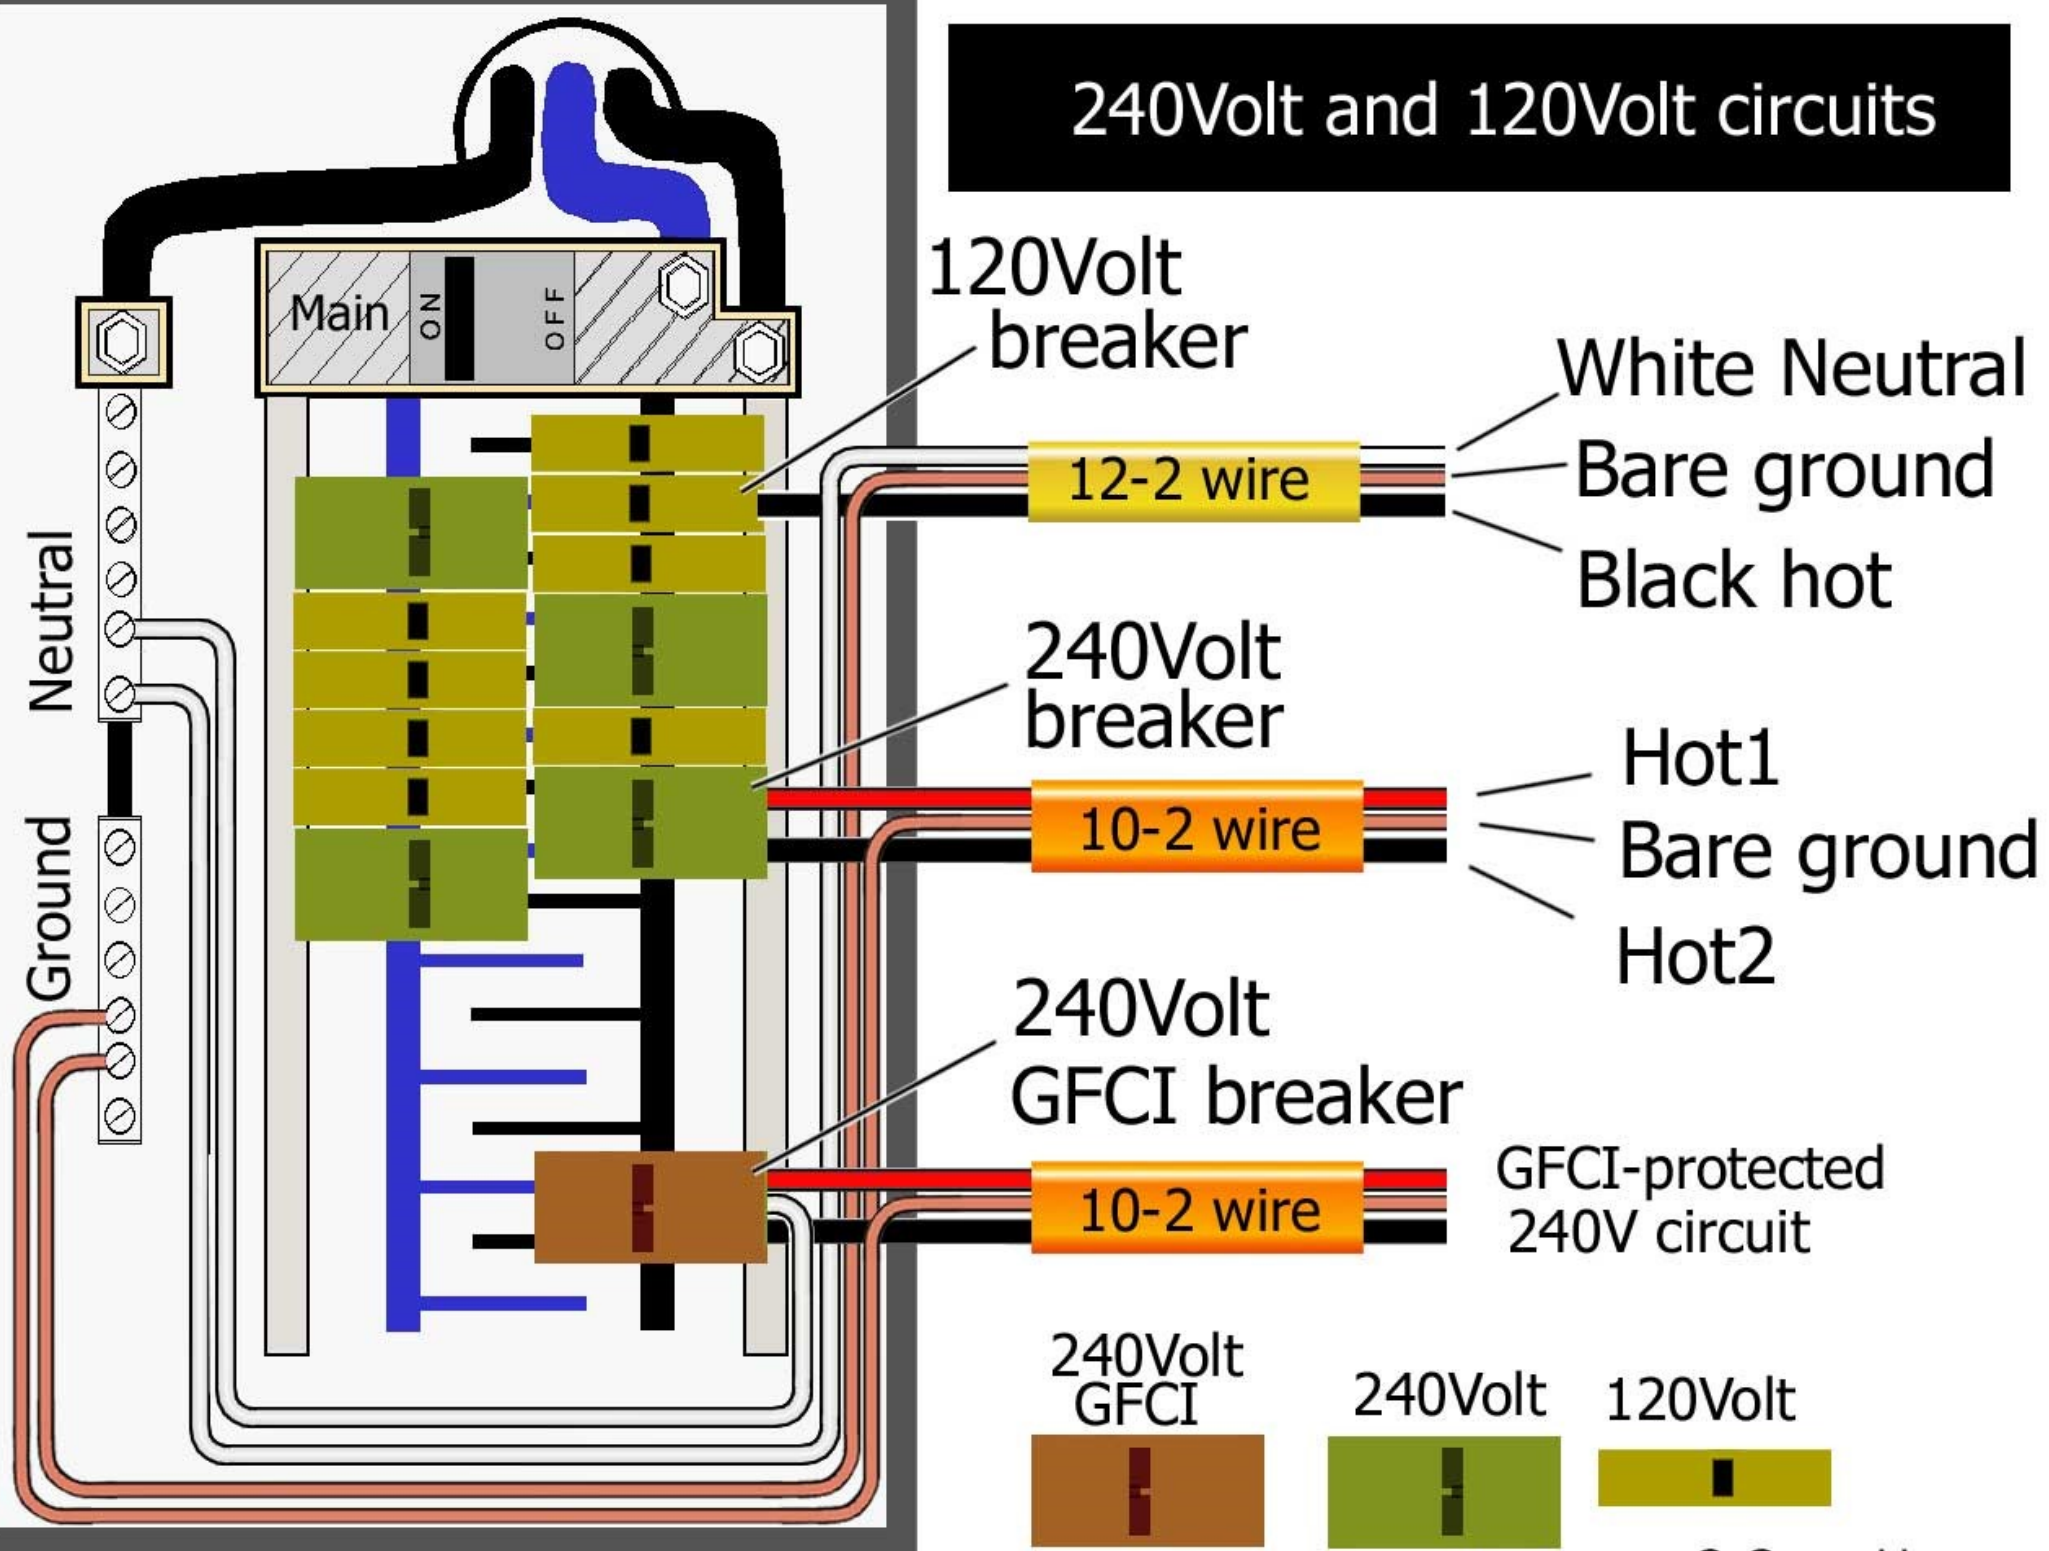 240Volt and 120Volt circuits
120Volt
breaker
Main
ON
OFF
White Neutral
12-2 wire
Bare ground
Black hot
Neutral
240Volt
breaker
Hot1
10-2 wire
Bare ground
Hot2
Ground
240Volt
GFCI breaker
10-2 wire
GFCI-protected
240V circuit
240Volt
GFCI
240Volt
120Volt